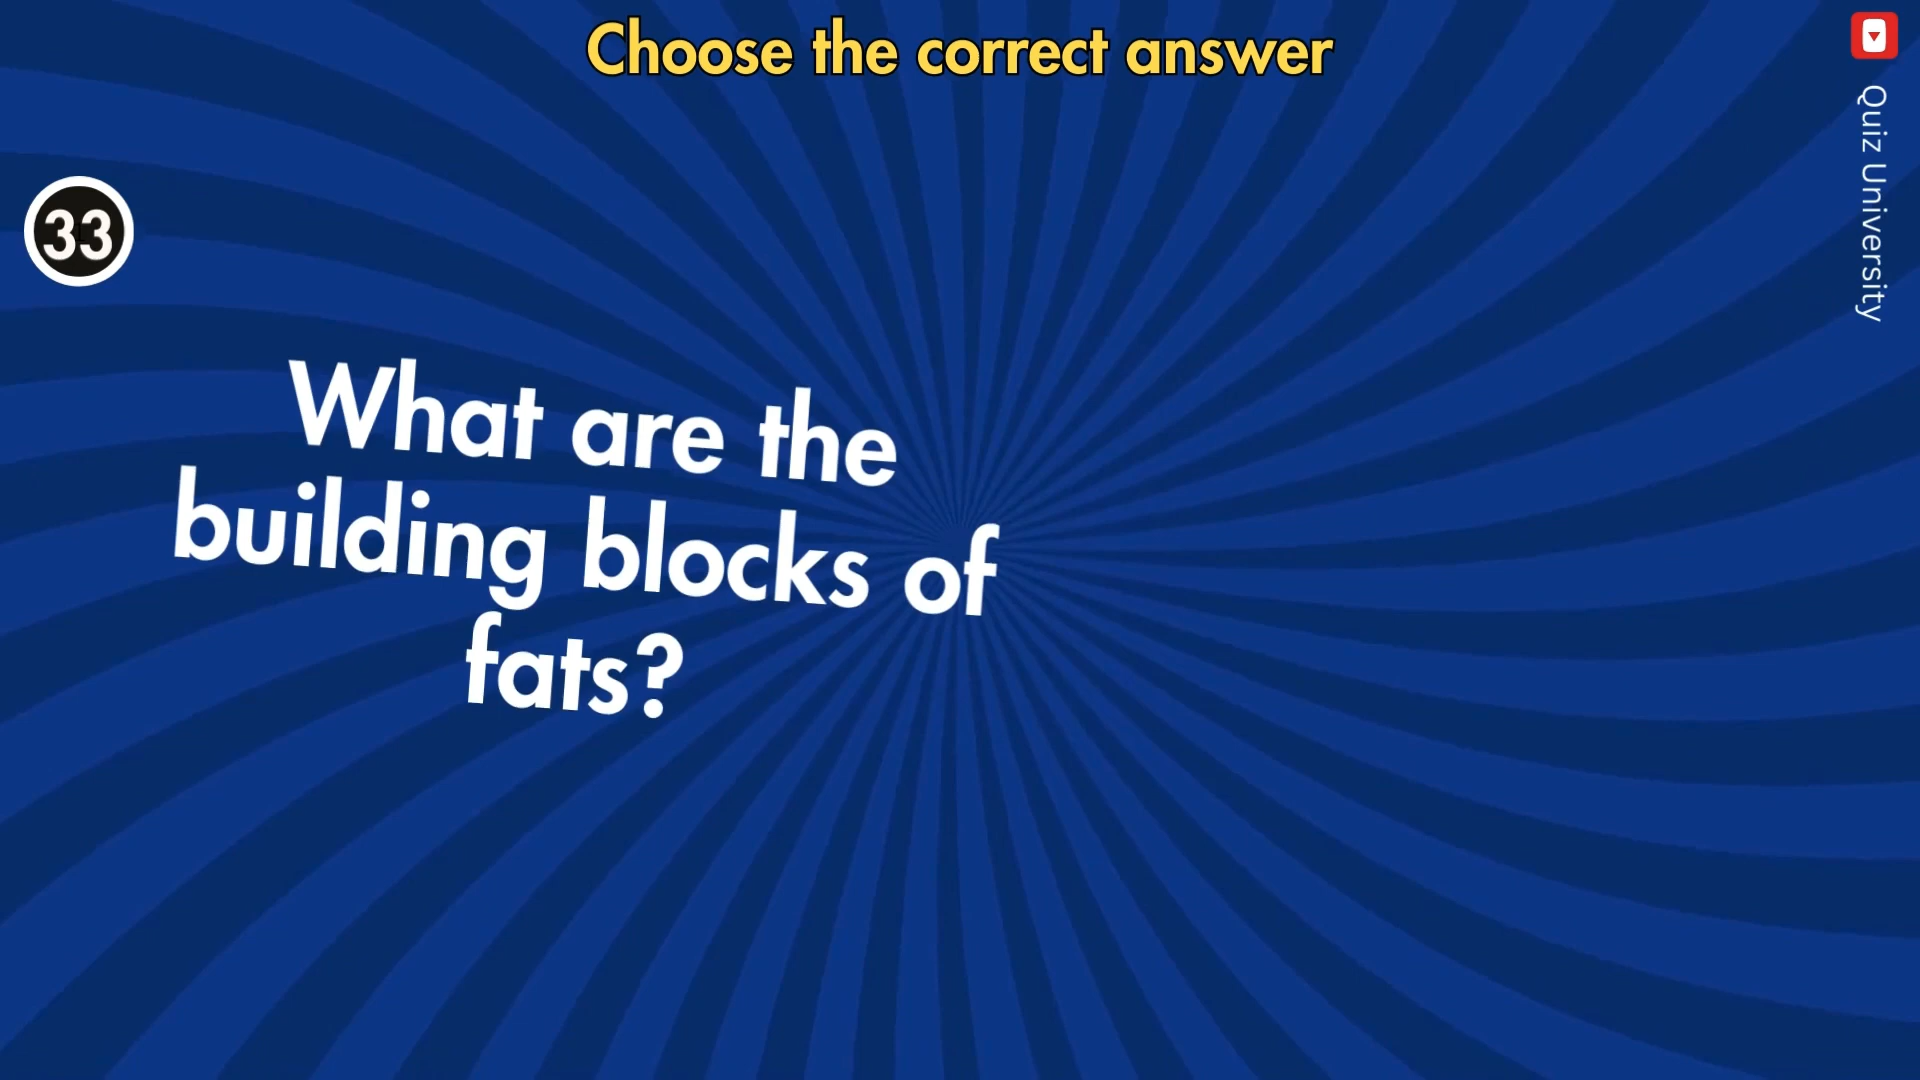 Choose the correct answer
Quiz University
33
What are the
building blocks of
fats?